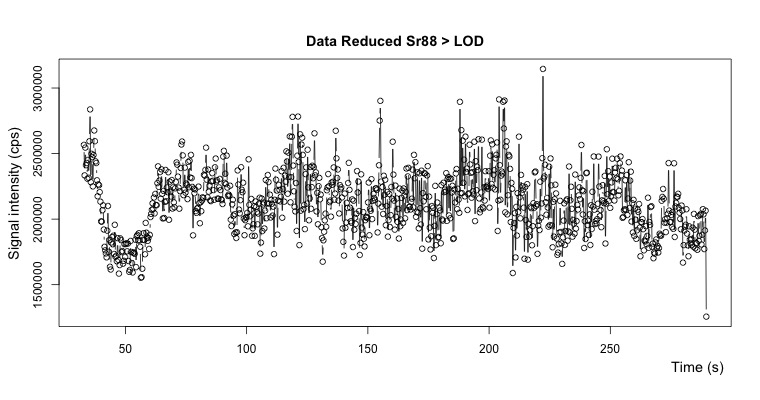 Data Reduced Sr88 > LOD
Signal intensity (cps)
3000000
2500000
2000000
1500000
50 100 150 200 250
Time (s)